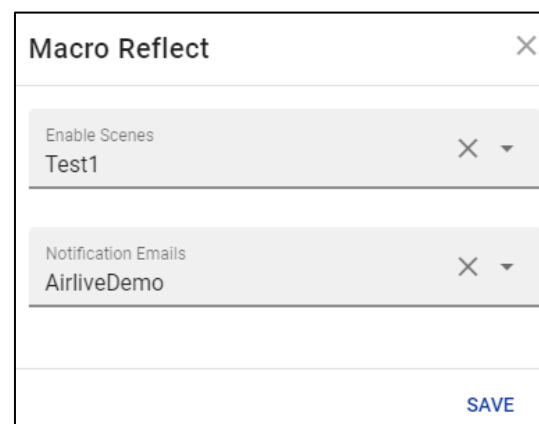 Macro Reflect
Enable Scenes
Test1
Notification Emails
AirliveDemo
SAVE